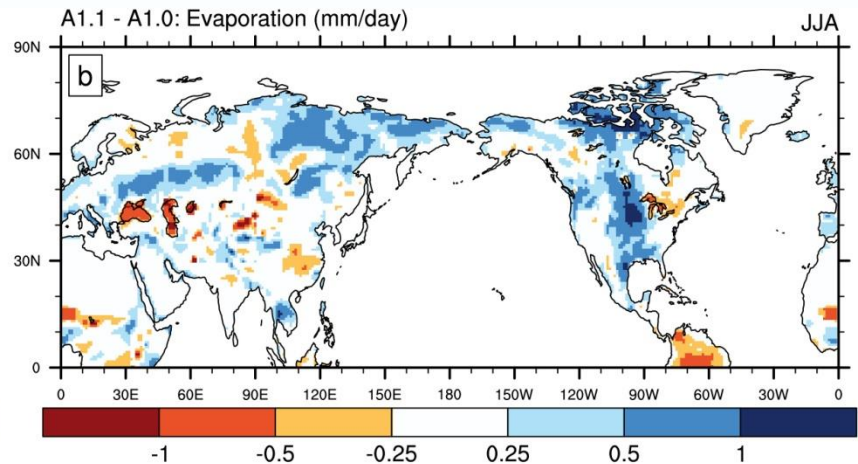 A1.1 - A1.0: Evaporation (mm/day) JJA
90N
b
60N
30N
0
0 30E 60E 90E 120E 150E 180 150W 120W 90W 60W 30W 0
-1 -0.5 -0.25 0.25 0.5 1